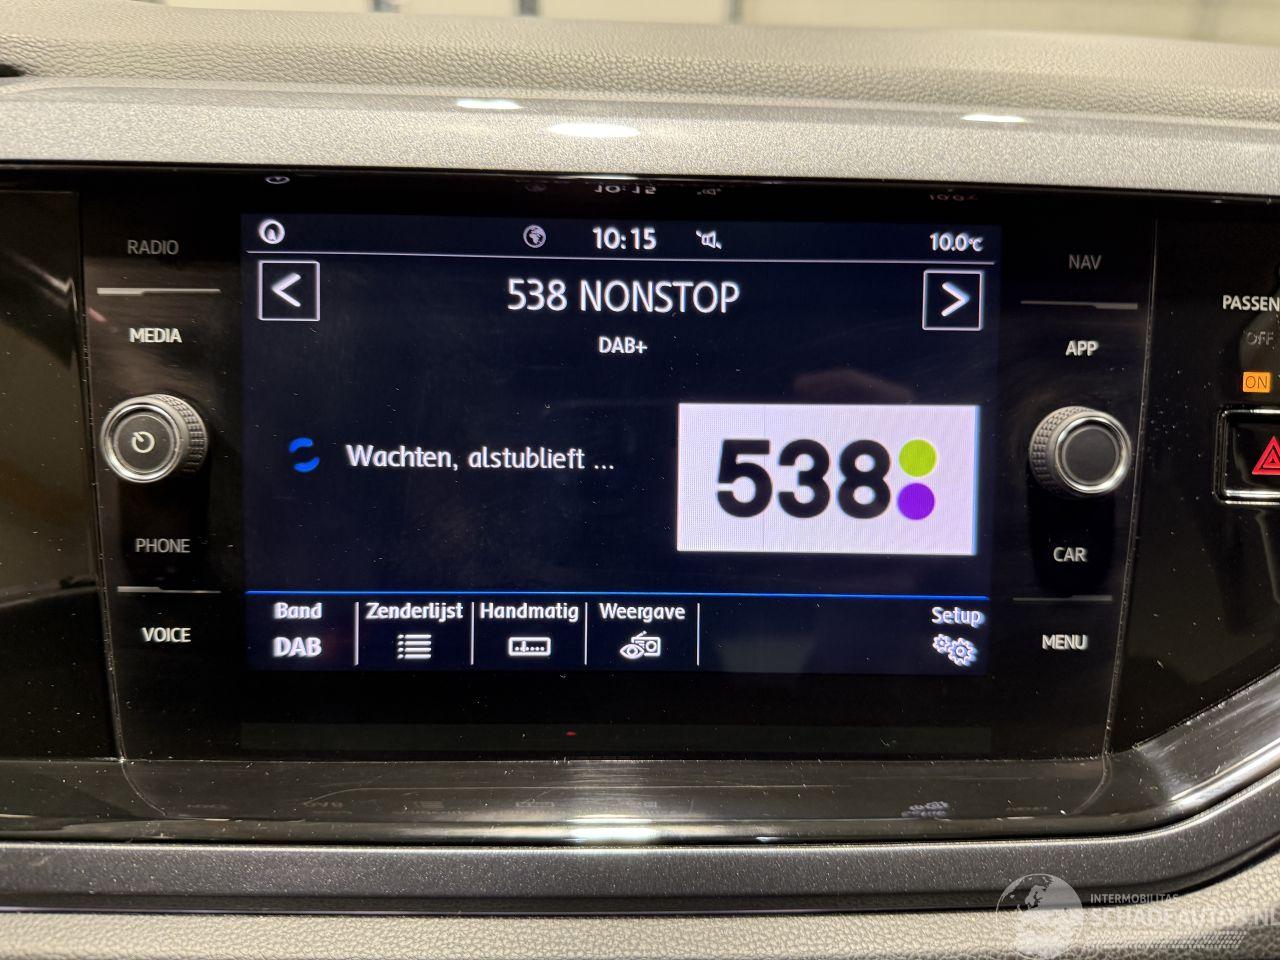 RADIO
MEDIA
PHONE
VOICE
10:15
10.0°C
538 NONSTOP
DAB+
Wachten, alstublieft ...
538
Band
DAB
Zenderlijst
Handmatig
Weergave
Setup
NAV
APP
CAR
MENU
PASSEN
OFF
ON
INTERMOBILITAS
SCHADEAUTOS.NL